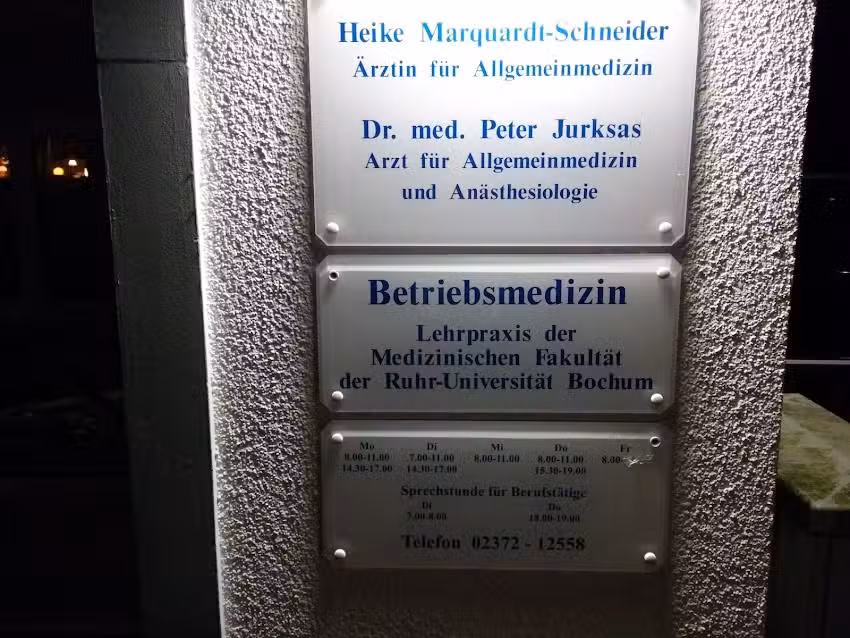 Heike Marquardt-Schneider
Ärztin für Allgemeinmedizin
Dr. med. Peter Jurksas
Arzt für Allgemeinmedizin
und Anästhesiologie
Betriebsmedizin
Lehrpraxis der
Medizinischen Fakultät
der Ruhr-Universität Bochum
Mo Di Mi Do Fr
8.00-11.00 7.00-11.00 8.00-11.00 8.00-11.00 8.00-
14.30-17.00 14.30-17.00 15.30-19.00
Sprechstunde für Berufstätige
Di Do
7.00-8.00 18.00-19.00
Telefon 02372 - 12558